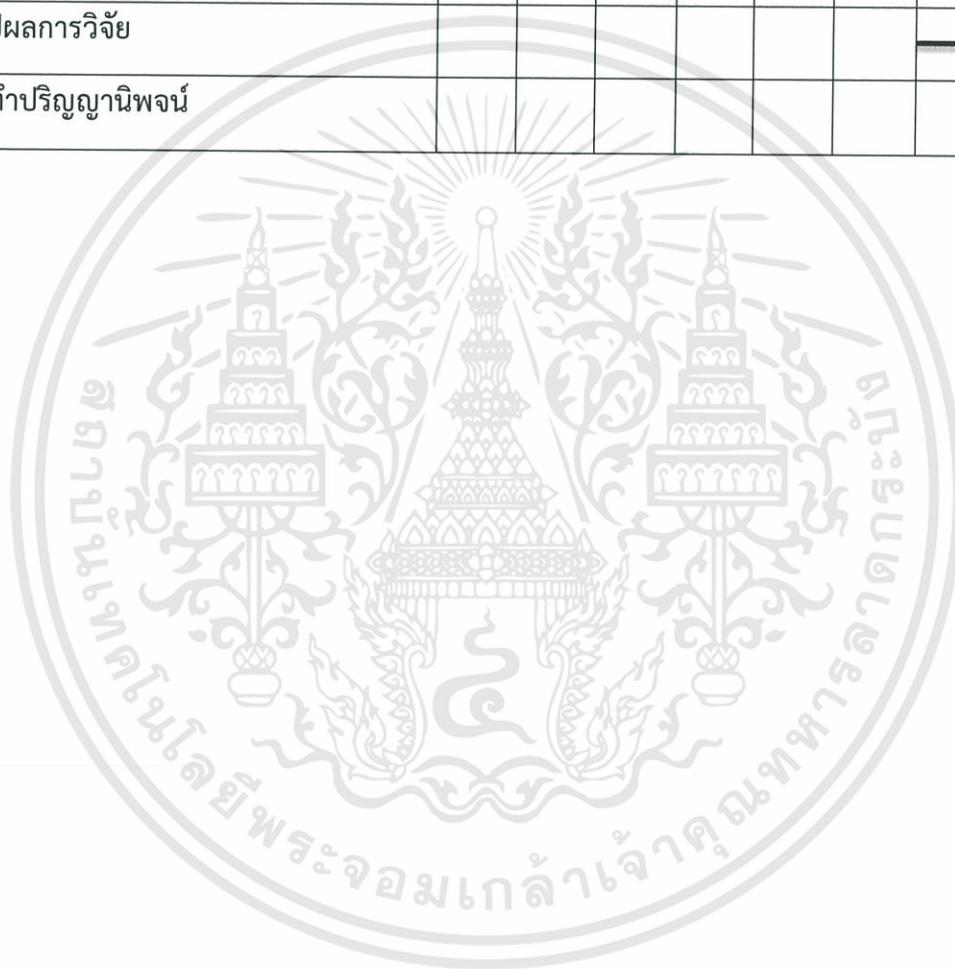 ผลการวิจัย
ทำปริญญานิพจน์
สถาบันเทคโนโลยีพระจอมเกล้าเจ้าคุณทหารลาดกระบัง
๔